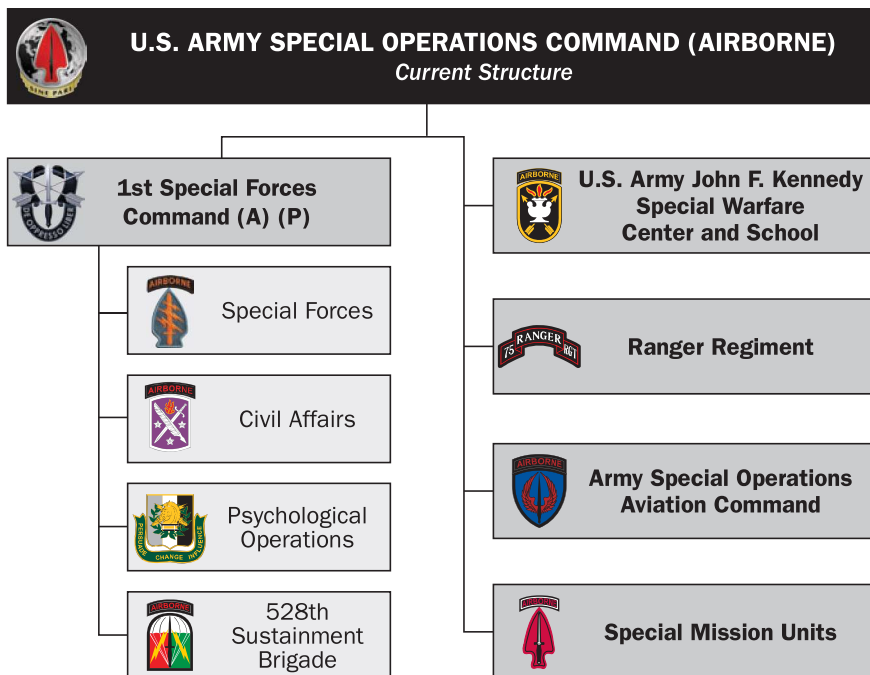 U.S. ARMY SPECIAL OPERATIONS COMMAND (AIRBORNE)
Current Structure
SINE PARI
1st Special Forces
Command (A) (P)
DE OPPRESSO LIBER
AIRBORNE
Special Forces
AIRBORNE
Civil Affairs
PERSUADE CHANGE INFLUENCE
Psychological
Operations
AIRBORNE
528th
Sustainment
Brigade
AIRBORNE
U.S. Army John F. Kennedy
Special Warfare
Center and School
75 RANGER RGT
Ranger Regiment
AIRBORNE
Army Special Operations
Aviation Command
AIRBORNE
Special Mission Units